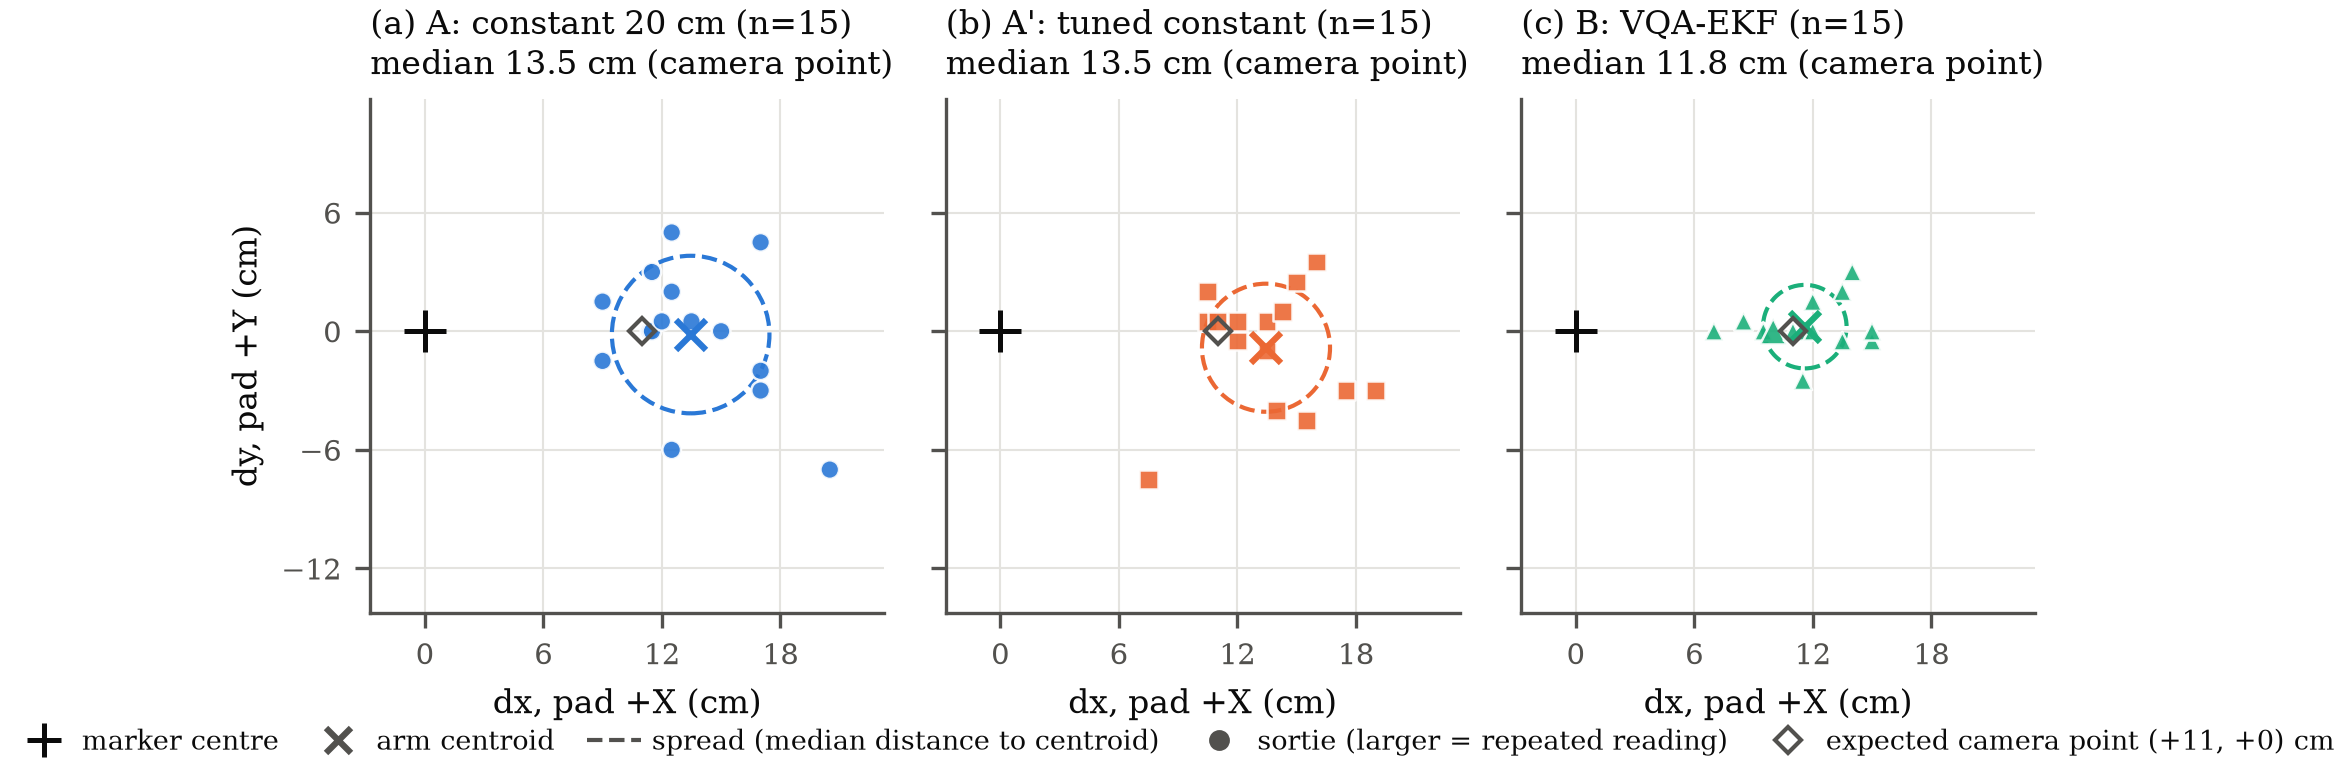 (a) A: constant 20 cm (n=15)
median 13.5 cm (camera point)
(b) A': tuned constant (n=15)
median 13.5 cm (camera point)
(c) B: VQA-EKF (n=15)
median 11.8 cm (camera point)
dy, pad +Y (cm)
6
0
−6
−12
0 6 12 18
0 6 12 18
0 6 12 18
dx, pad +X (cm)
dx, pad +X (cm)
dx, pad +X (cm)
marker centre
arm centroid
spread (median distance to centroid)
sortie (larger = repeated reading)
expected camera point (+11, +0) cm